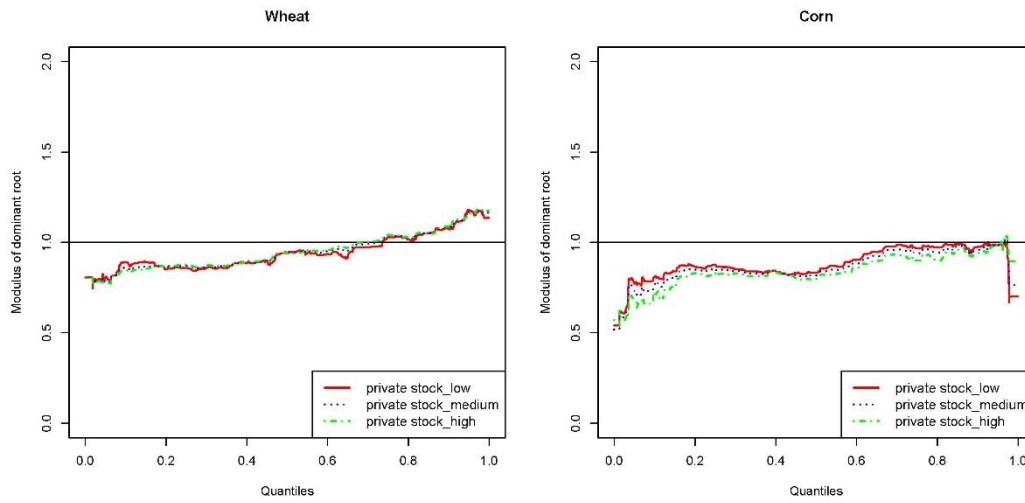 Wheat
Modulus of dominant root
2.0
1.5
1.0
0.5
0.0
private stock_low
private stock_medium
private stock_high
0.0 0.2 0.4 0.6 0.8 1.0
Quantiles
Corn
Modulus of dominant root
2.0
1.5
1.0
0.5
0.0
private stock_low
private stock_medium
private stock_high
0.0 0.2 0.4 0.6 0.8 1.0
Quantiles